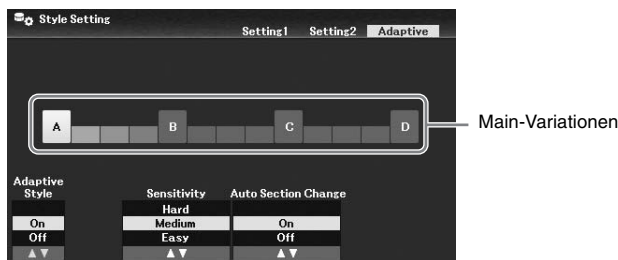 Style Setting
Setting1 Setting2 Adaptive
A B C D
Main-Variationen
Adaptive
Style
On
Off
Sensitivity
Hard
Medium
Easy
Auto Section Change
On
Off